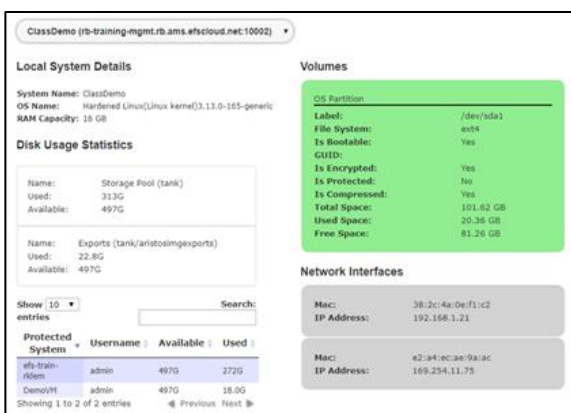 ClassDemo (rb-training-mgmt.rb.ams.efscloud.net:10002)
Local System Details
System Name: ClassDemo
OS Name: Hardened Linux(Linux kernel)3.13.0-165-generic
RAM Capacity: 16 GB
Disk Usage Statistics
Name: Storage Pool (tank)
Used: 313G
Available: 497G
Name: Exports (tank/aristosimgexports)
Used: 22.8G
Available: 497G
Show 10 entries
Search:
Protected System Username Available Used
efs-train-rklem admin 497G 272G
DemoVM admin 497G 18.0G
Showing 1 to 2 of 2 entries
Previous Next
Volumes
OS Partition
Label: /dev/sda1
File System: ext4
Is Bootable: Yes
GUID:
Is Encrypted: Yes
Is Protected: No
Is Compressed: Yes
Total Space: 101.62 GB
Used Space: 20.36 GB
Free Space: 81.26 GB
Network Interfaces
Mac: 38:2c:4a:0e:f1:c2
IP Address: 192.168.1.21
Mac: e2:a4:ec:ae:9a:ac
IP Address: 169.254.11.75